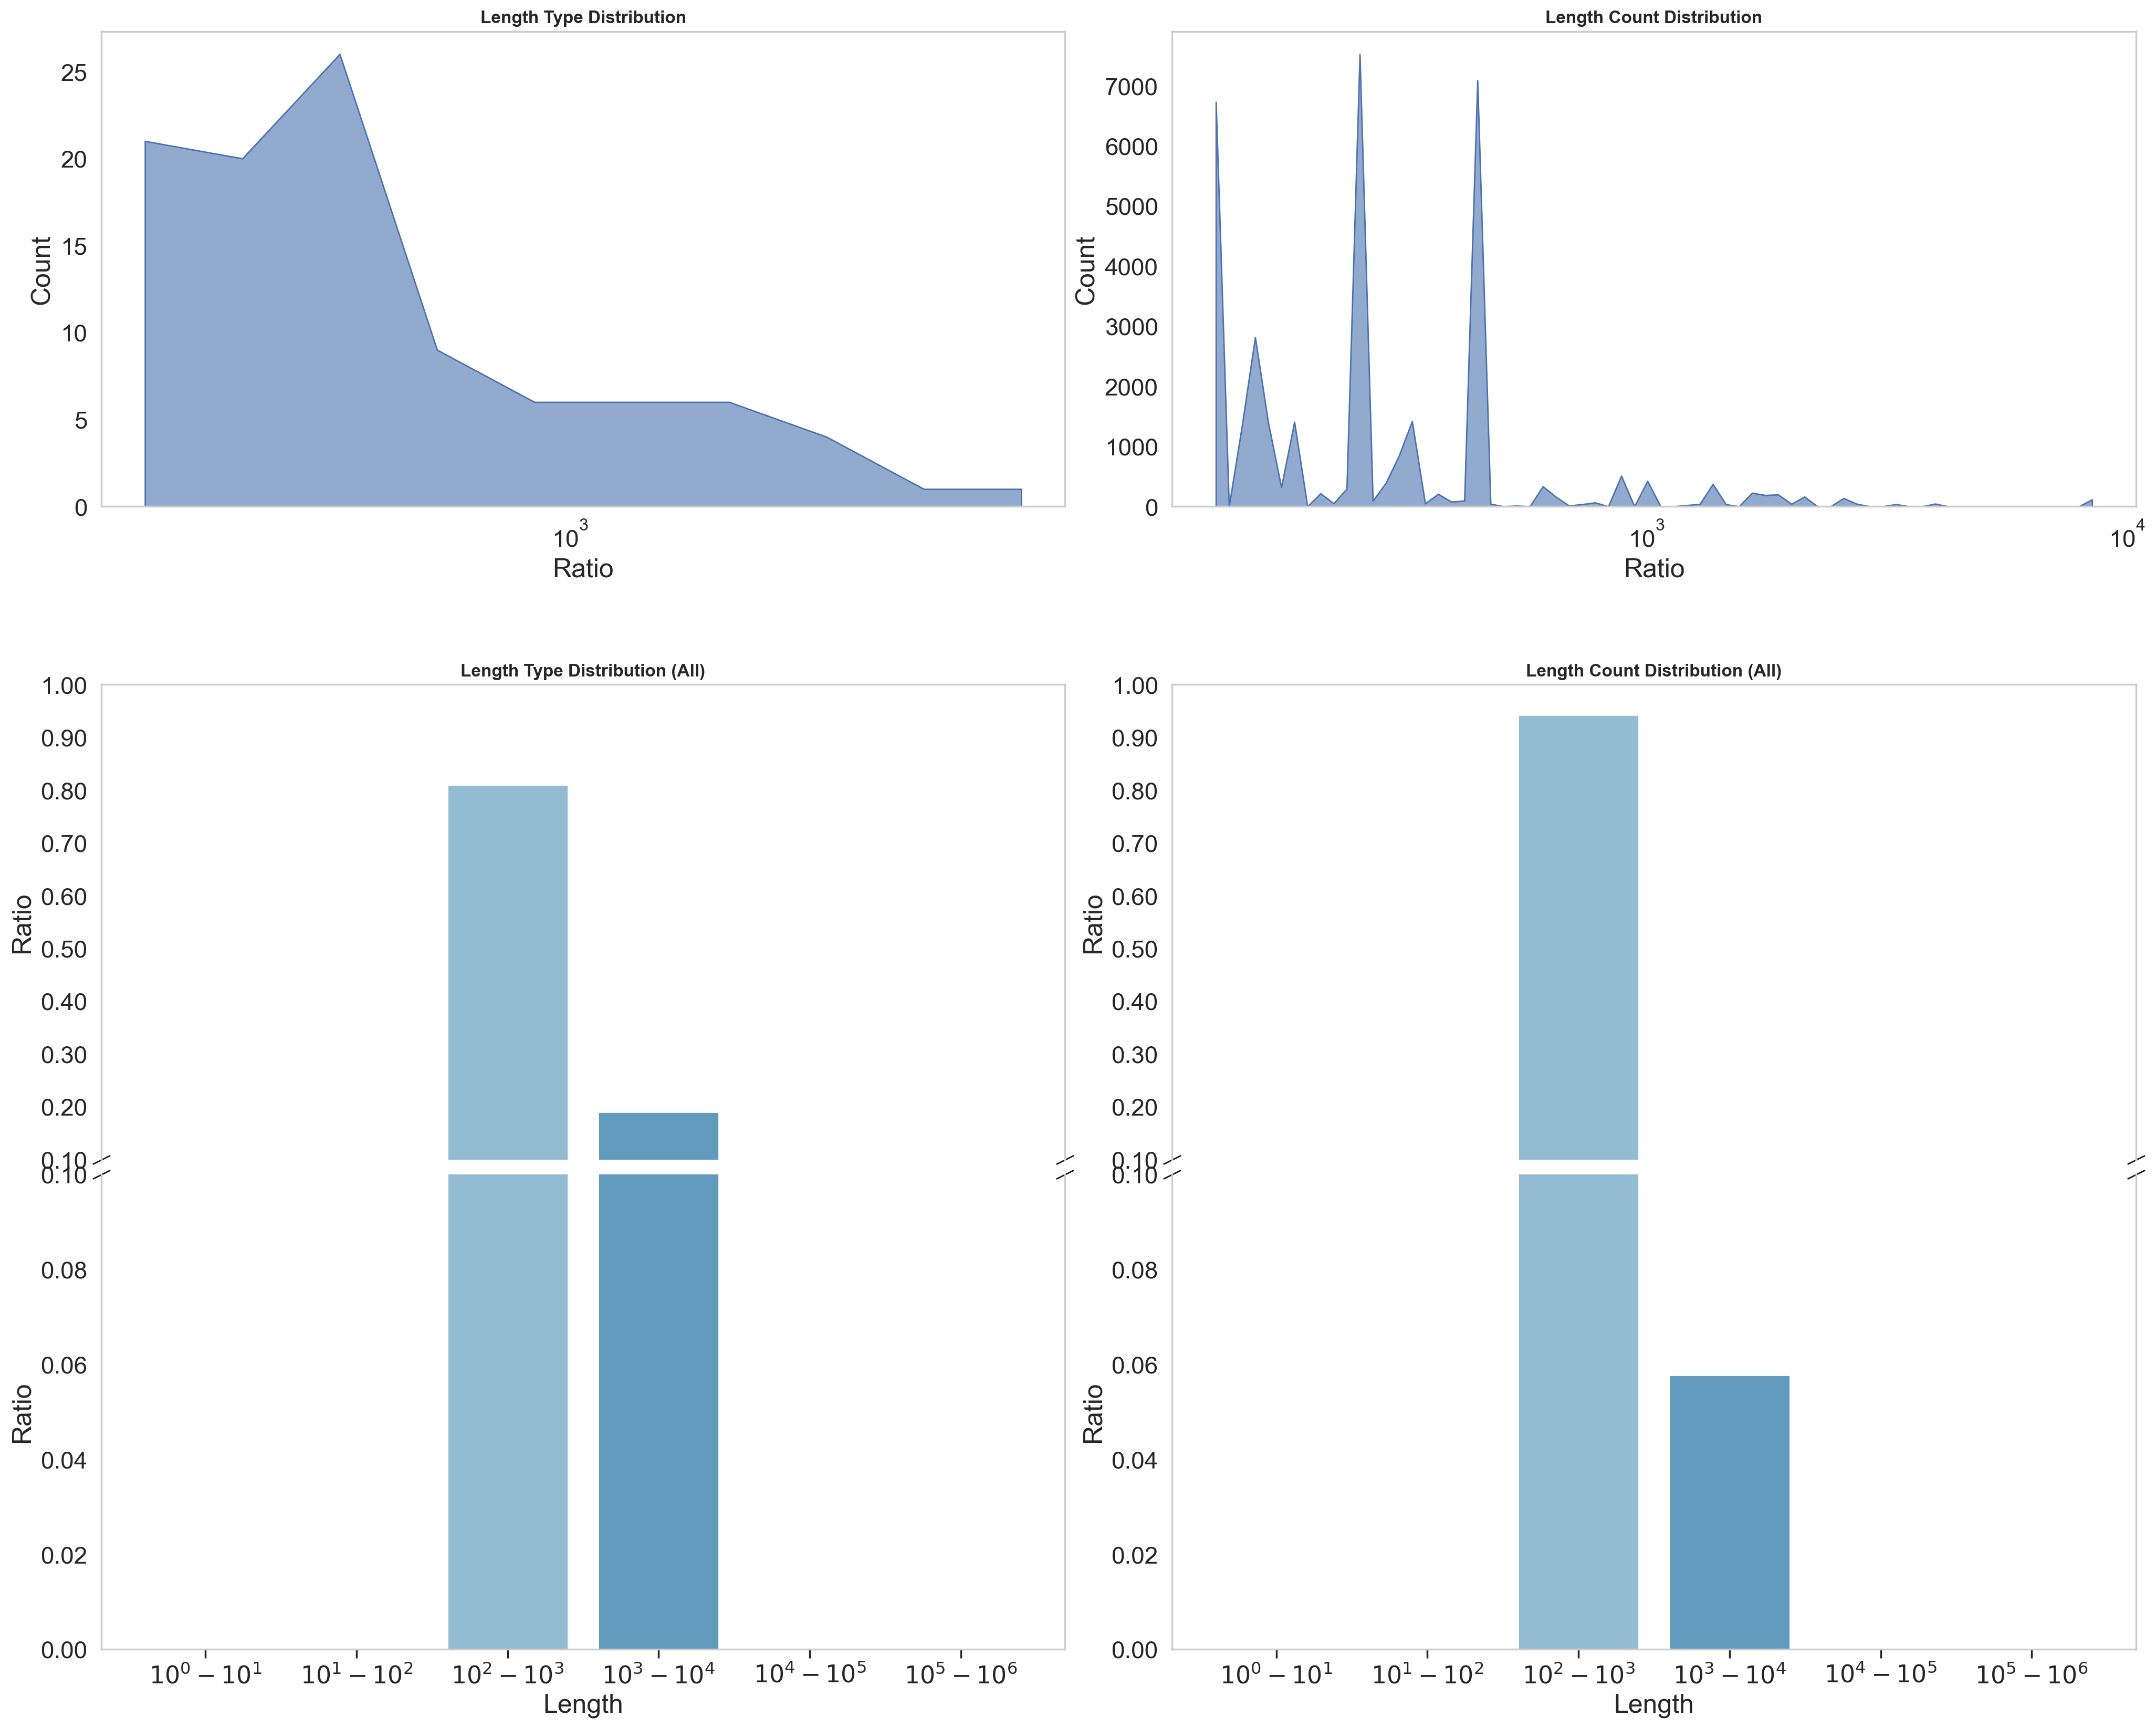 Length Type Distribution
25
20
15
10
5
0
Count
10^3
Ratio
Length Count Distribution
7000
6000
5000
4000
3000
2000
1000
0
Count
10^3
10^4
Ratio
Length Type Distribution (All)
1.00
0.90
0.80
0.70
0.60
0.50
0.40
0.30
0.20
0.10
Ratio
0.10
0.08
0.06
0.04
0.02
0.00
Ratio
10^0 − 10^1
10^1 − 10^2
10^2 − 10^3
10^3 − 10^4
10^4 − 10^5
10^5 − 10^6
Length
Length Count Distribution (All)
1.00
0.90
0.80
0.70
0.60
0.50
0.40
0.30
0.20
0.10
Ratio
0.10
0.08
0.06
0.04
0.02
0.00
Ratio
10^0 − 10^1
10^1 − 10^2
10^2 − 10^3
10^3 − 10^4
10^4 − 10^5
10^5 − 10^6
Length